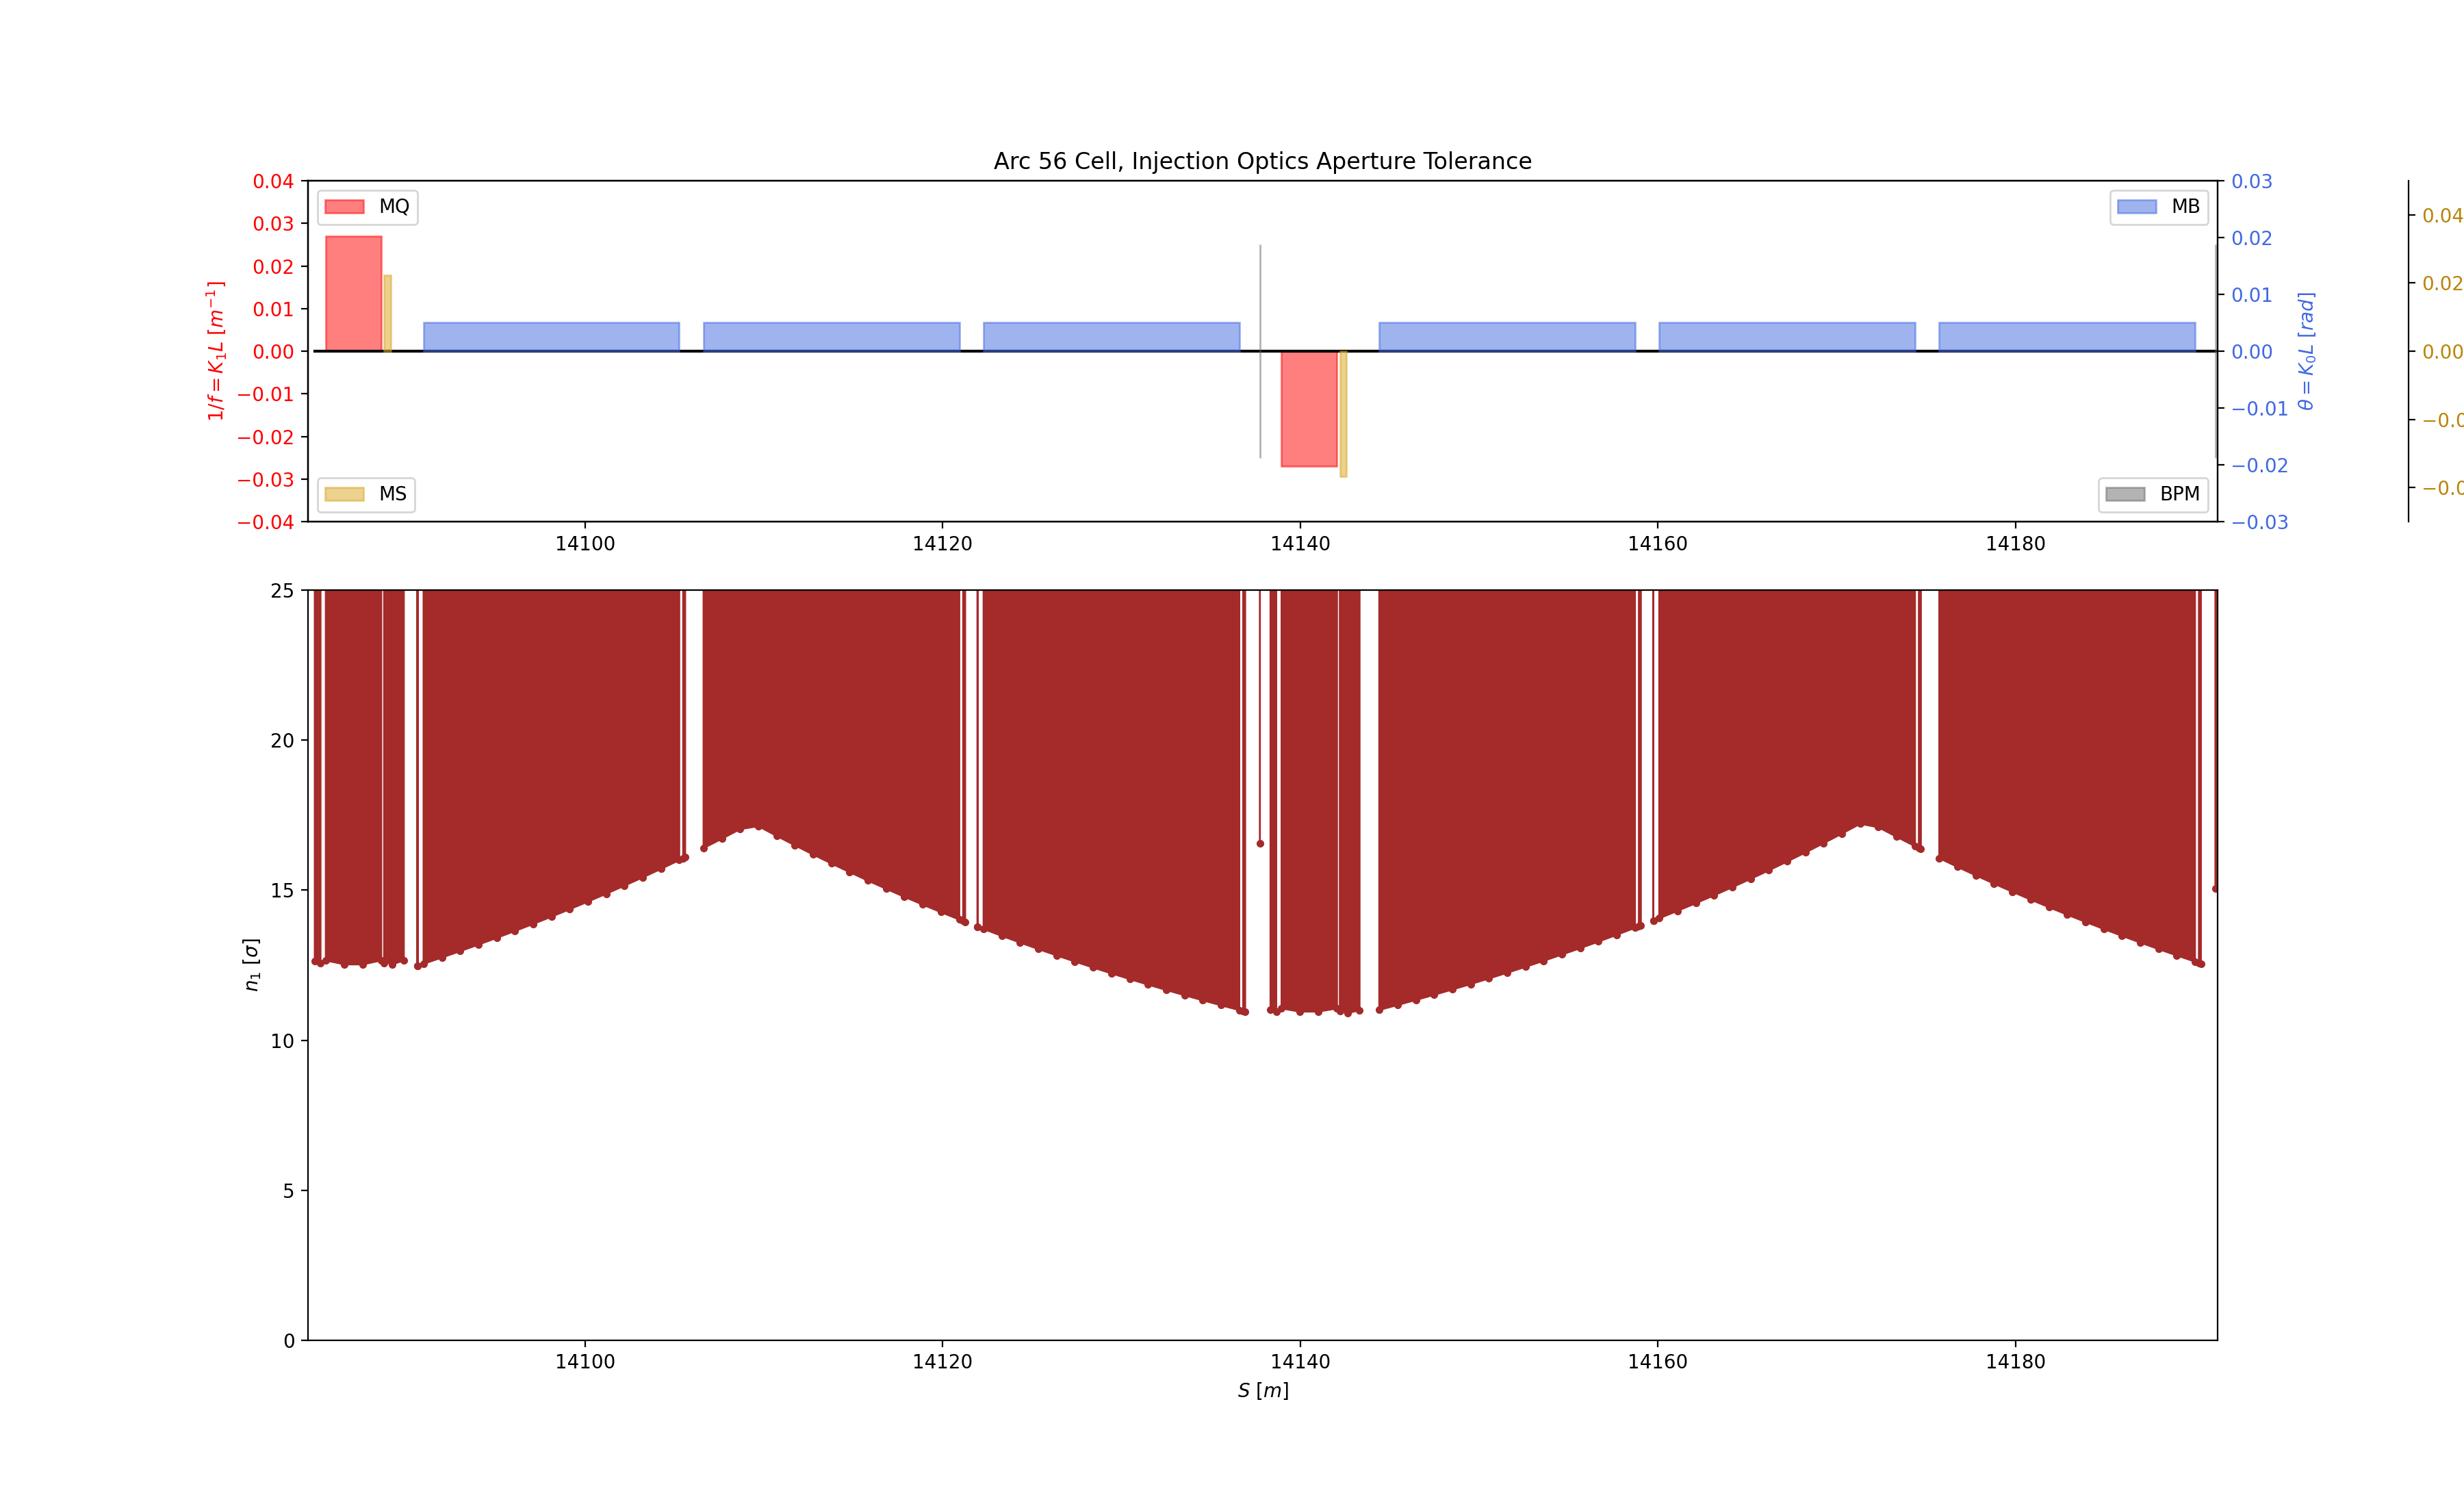 Arc 56 Cell, Injection Optics Aperture Tolerance
1/f = K₁L [m⁻¹]
0.04
0.03
0.02
0.01
0.00
−0.01
−0.02
−0.03
−0.04
MQ
MS
MB
BPM
0.03
0.02
0.01
0.00
−0.01
−0.02
−0.03
θ = K₀L [rad]
0.04
0.02
0.00
14100 14120 14140 14160 14180
n₁ [σ]
25
20
15
10
5
0
14100 14120 14140 14160 14180
S [m]